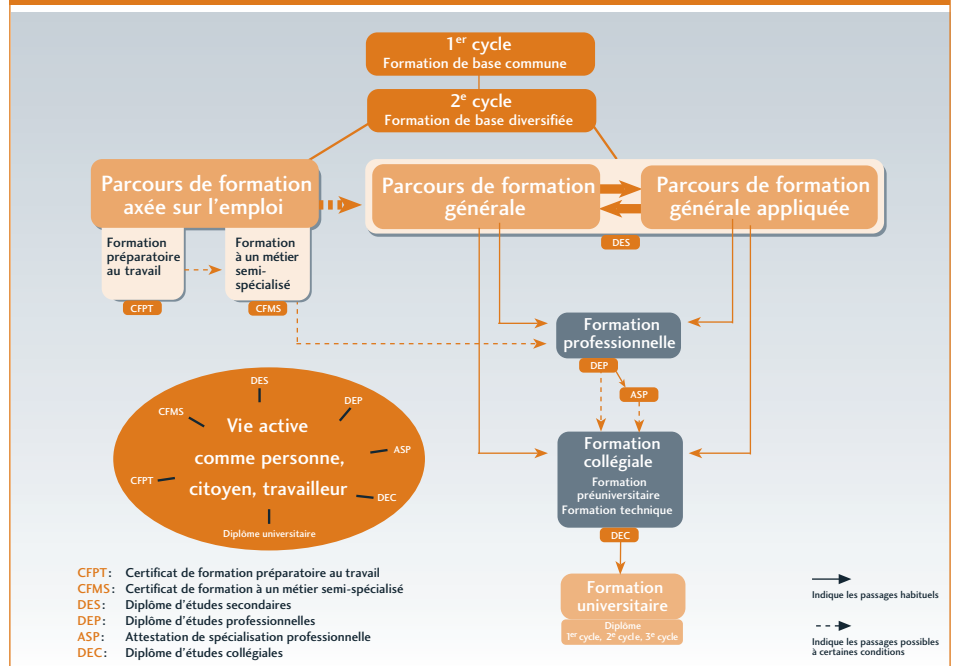 1er cycle
Formation de base commune
2e cycle
Formation de base diversifiée
Parcours de formation
axée sur l'emploi
Parcours de formation
générale
Parcours de formation
générale appliquée
DES
Formation
préparatoire
au travail
Formation
à un métier
semi-
spécialisé
CFPT
CFMS
Formation
professionnelle
DEP
ASP
Formation
collégiale
Formation
préuniversitaire
Formation technique
DEC
Formation
universitaire
Diplôme
1er cycle, 2e cycle, 3e cycle
DES
DEP
CFMS
Vie active
comme personne,
citoyen, travailleur
ASP
CFPT
DEC
Diplôme universitaire
CFPT: Certificat de formation préparatoire au travail
CFMS: Certificat de formation à un métier semi-spécialisé
DES: Diplôme d'études secondaires
DEP: Diplôme d'études professionnelles
ASP: Attestation de spécialisation professionnelle
DEC: Diplôme d'études collégiales
Indique les passages habituels
Indique les passages possibles
à certaines conditions